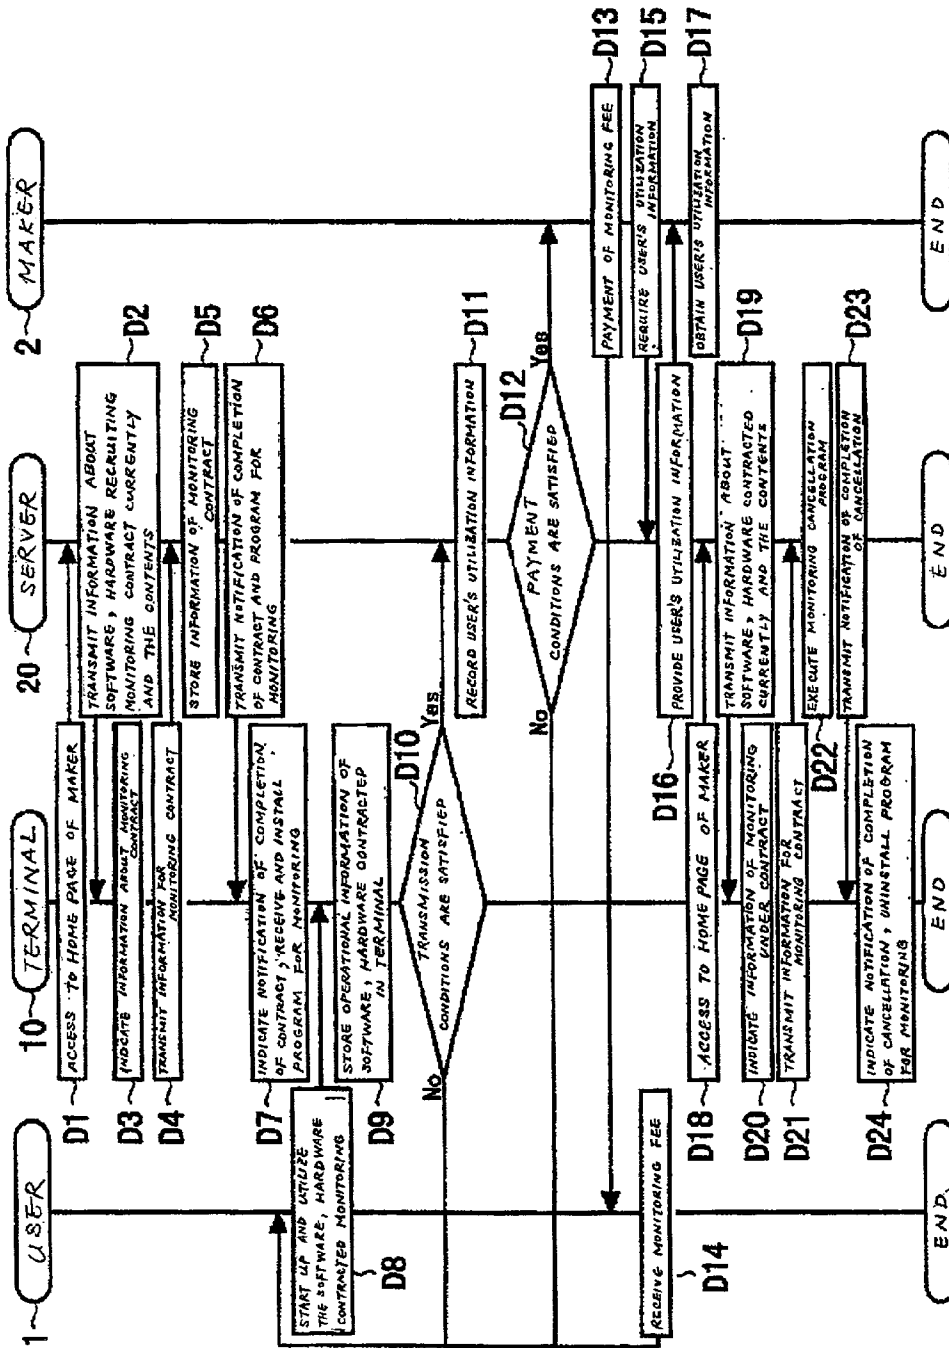 1
USER
10
TERMINAL
20
SERVER
2
MAKER
D1
ACCESS TO HOME PAGE OF MAKER
D2
TRANSMIT INFORMATION ABOUT
SOFTWARE, HARDWARE RECRUITING
MONITORING CONTRACT CURRENTLY
AND THE CONTENTS
D3
INDICATE INFORMATION ABOUT MONITORING
CONTRACT
D4
TRANSMIT INFORMATION FOR
MONITORING CONTRACT
D5
STORE INFORMATION OF MONITORING
CONTRACT
D6
TRANSMIT NOTIFICATION OF COMPLETION
OF CONTRACT AND PROGRAM FOR
MONITORING
D7
INDICATE NOTIFICATION OF COMPLETION
OF CONTRACT, RECEIVE AND INSTALL
PROGRAM FOR MONITORING
D8
START UP AND UTILIZE
THE SOFTWARE, HARDWARE
CONTRACTED MONITORING
D9
STORE OPERATIONAL INFORMATION OF
SOFTWARE, HARDWARE CONTRACTED
IN TERMINAL
D10
TRANSMISSION
CONDITIONS ARE SATISFIED
Yes
No
D11
RECORD USER'S UTILIZATION INFORMATION
D12
PAYMENT
CONDITIONS ARE SATISFIED
Yes
No
D13
PAYMENT OF MONITORING FEE
D14
RECEIVE MONITORING FEE
D15
REQUIRE USER'S UTILIZATION
INFORMATION
D16
PROVIDE USER'S UTILIZATION INFORMATION
D17
OBTAIN USER'S UTILIZATION
INFORMATION
D18
ACCESS TO HOME PAGE OF MAKER
D19
TRANSMIT INFORMATION ABOUT
SOFTWARE, HARDWARE CONTRACTED
CURRENTLY AND THE CONTENTS
D20
INDICATE INFORMATION OF MONITORING
UNDER CONTRACT
D21
TRANSMIT INFORMATION FOR
MONITORING CONTRACT
D22
EXECUTE MONITORING CANCELLATION
PROGRAM
D23
TRANSMIT NOTIFICATION OF COMPLETION
OF CANCELLATION
D24
INDICATE NOTIFICATION OF COMPLETION
OF CANCELLATION, UNINSTALL PROGRAM
FOR MONITORING
END
END
END
END